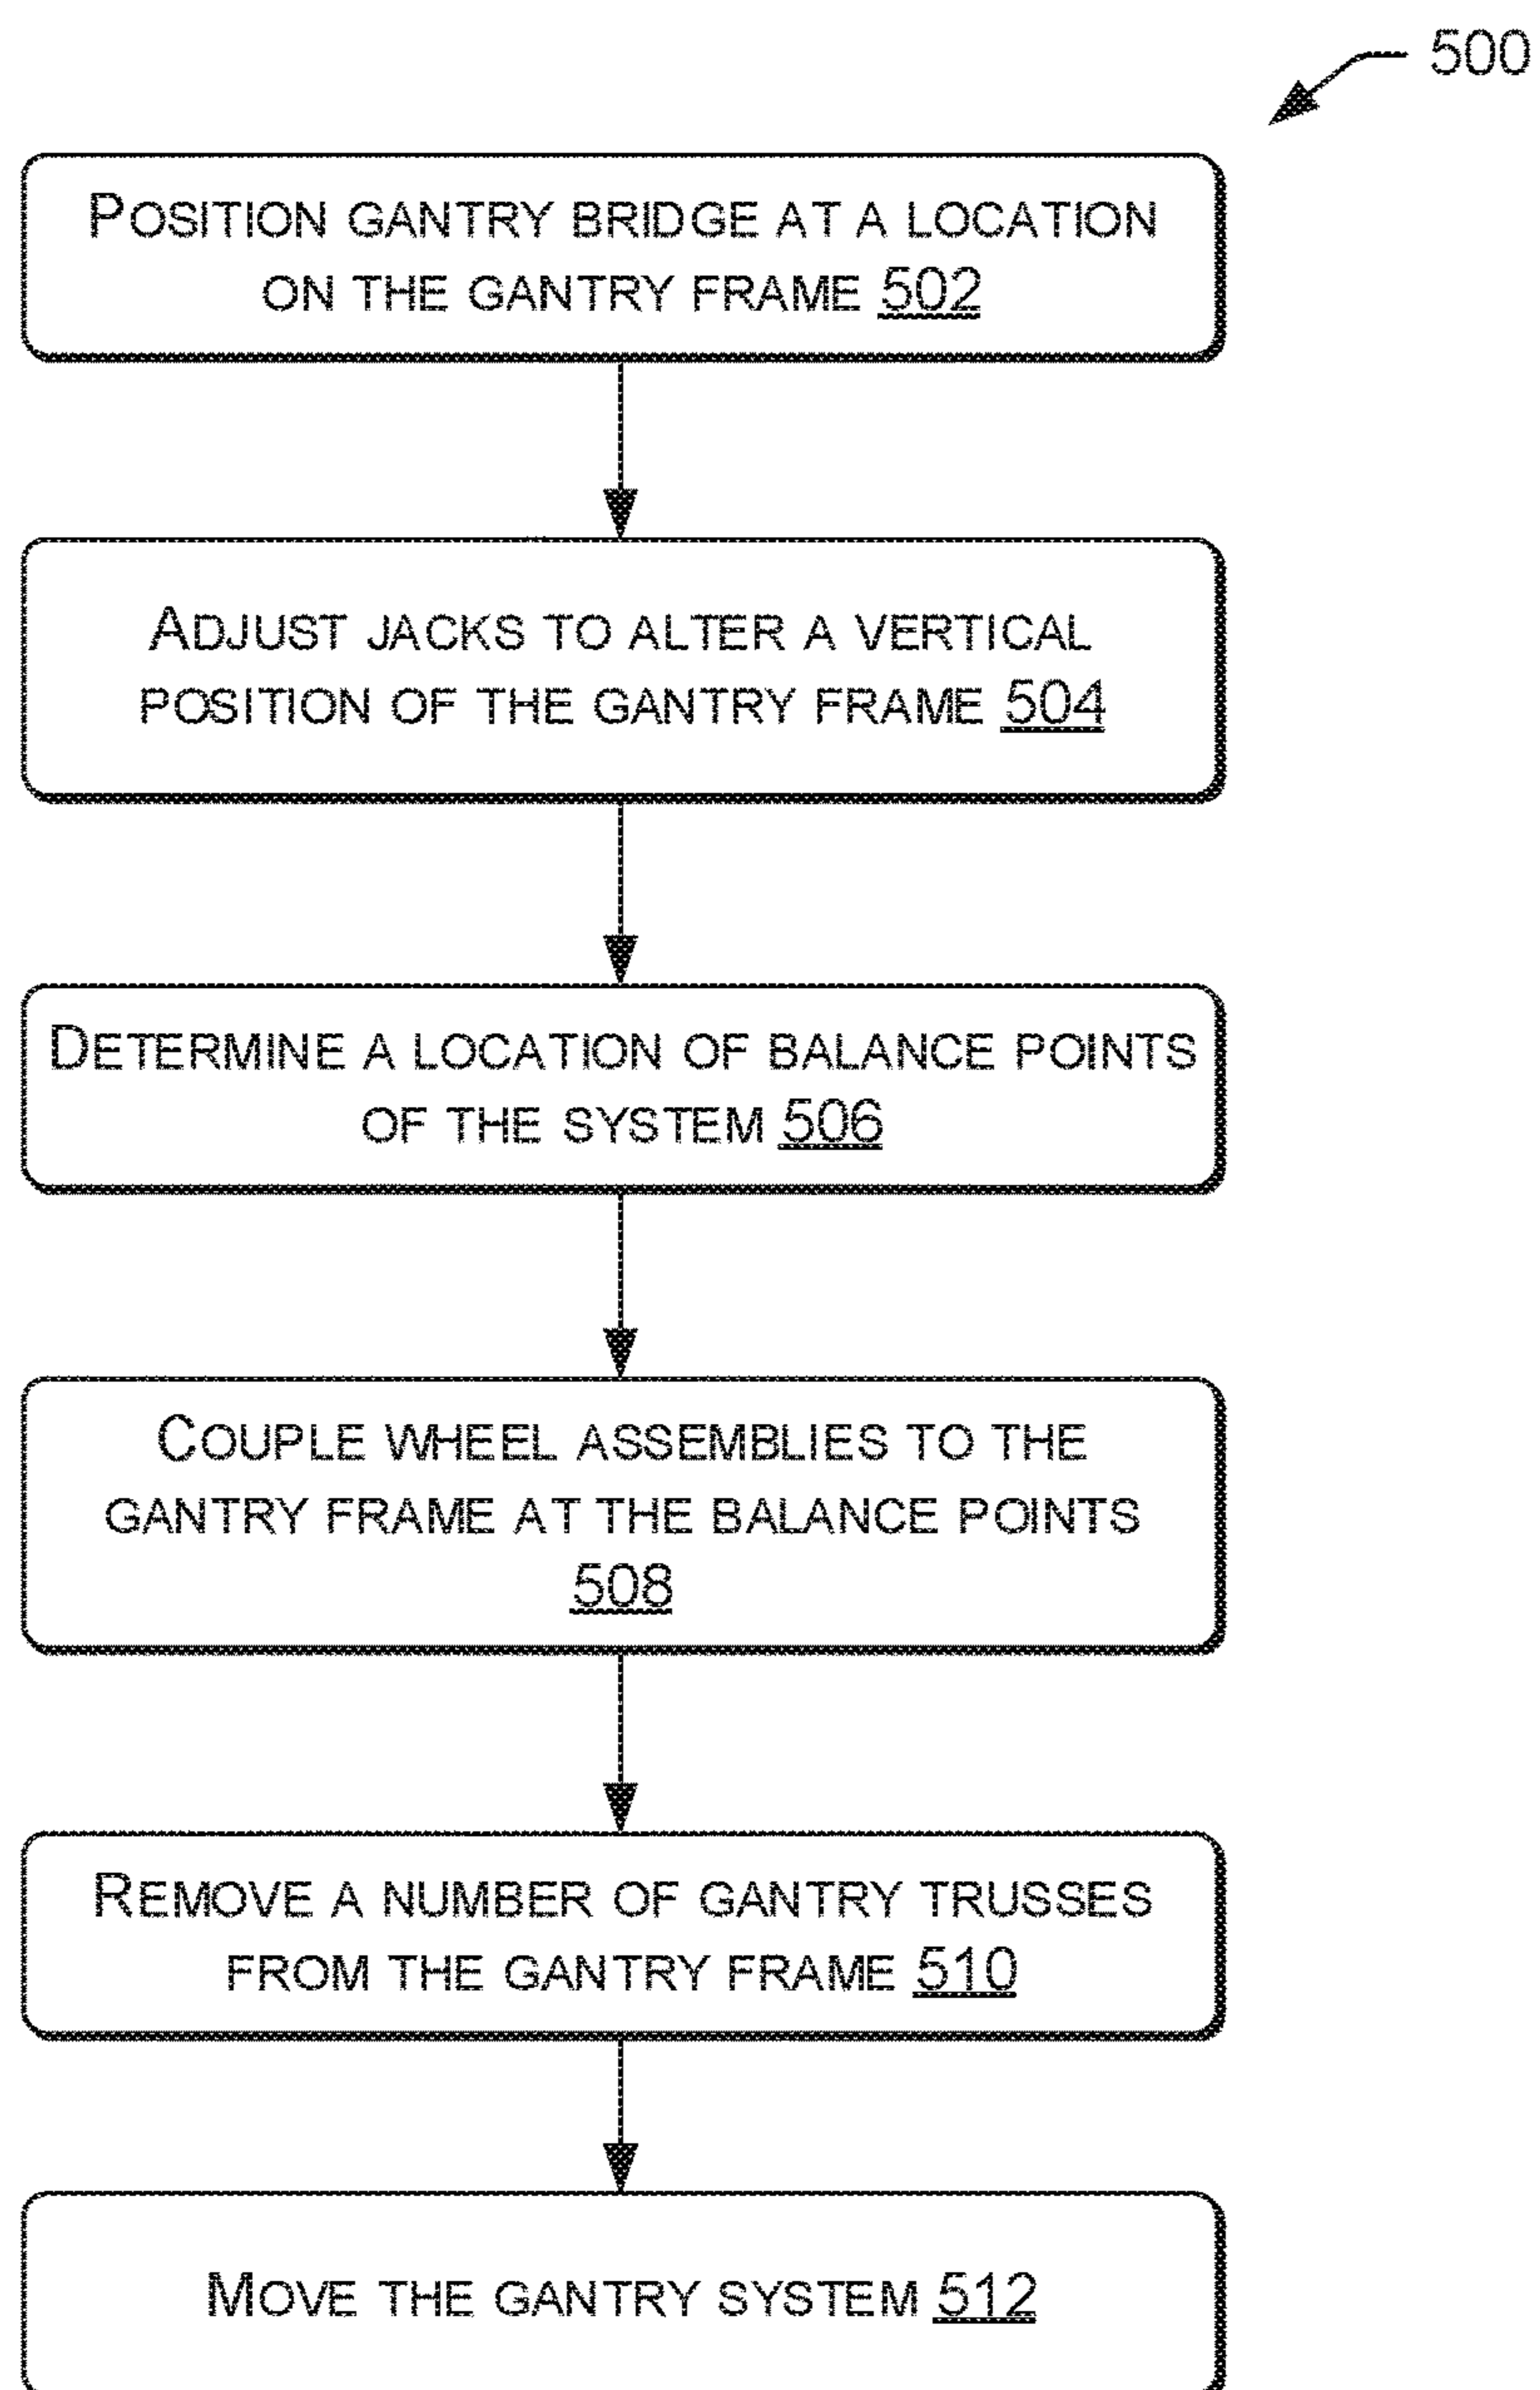 500
POSITION GANTRY BRIDGE AT A LOCATION
ON THE GANTRY FRAME 502
ADJUST JACKS TO ALTER A VERTICAL
POSITION OF THE GANTRY FRAME 504
DETERMINE A LOCATION OF BALANCE POINTS
OF THE SYSTEM 506
COUPLE WHEEL ASSEMBLIES TO THE
GANTRY FRAME AT THE BALANCE POINTS
508
REMOVE A NUMBER OF GANTRY TRUSSES
FROM THE GANTRY FRAME 510
MOVE THE GANTRY SYSTEM 512